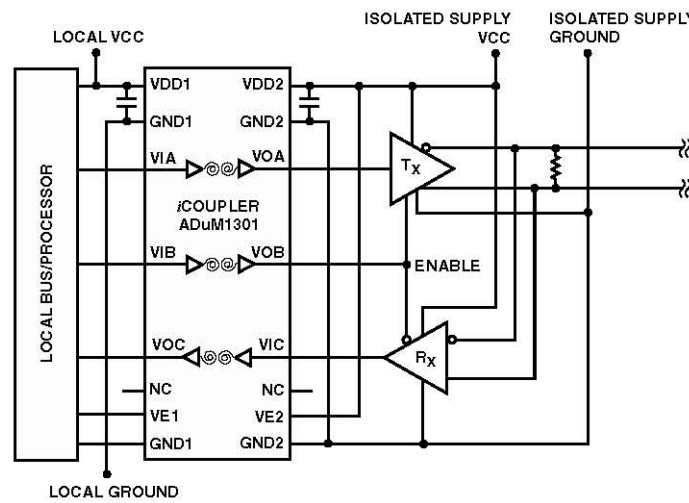 LOCAL VCC
ISOLATED SUPPLY
VCC
ISOLATED SUPPLY
GROUND
LOCAL BUS/PROCESSOR
VDD1
VDD2
GND1
GND2
VIA
VOA
TX
iCOUPLER
ADuM1301
VIB
VOB
ENABLE
VOC
VIC
RX
NC
NC
VE1
VE2
GND1
GND2
LOCAL GROUND